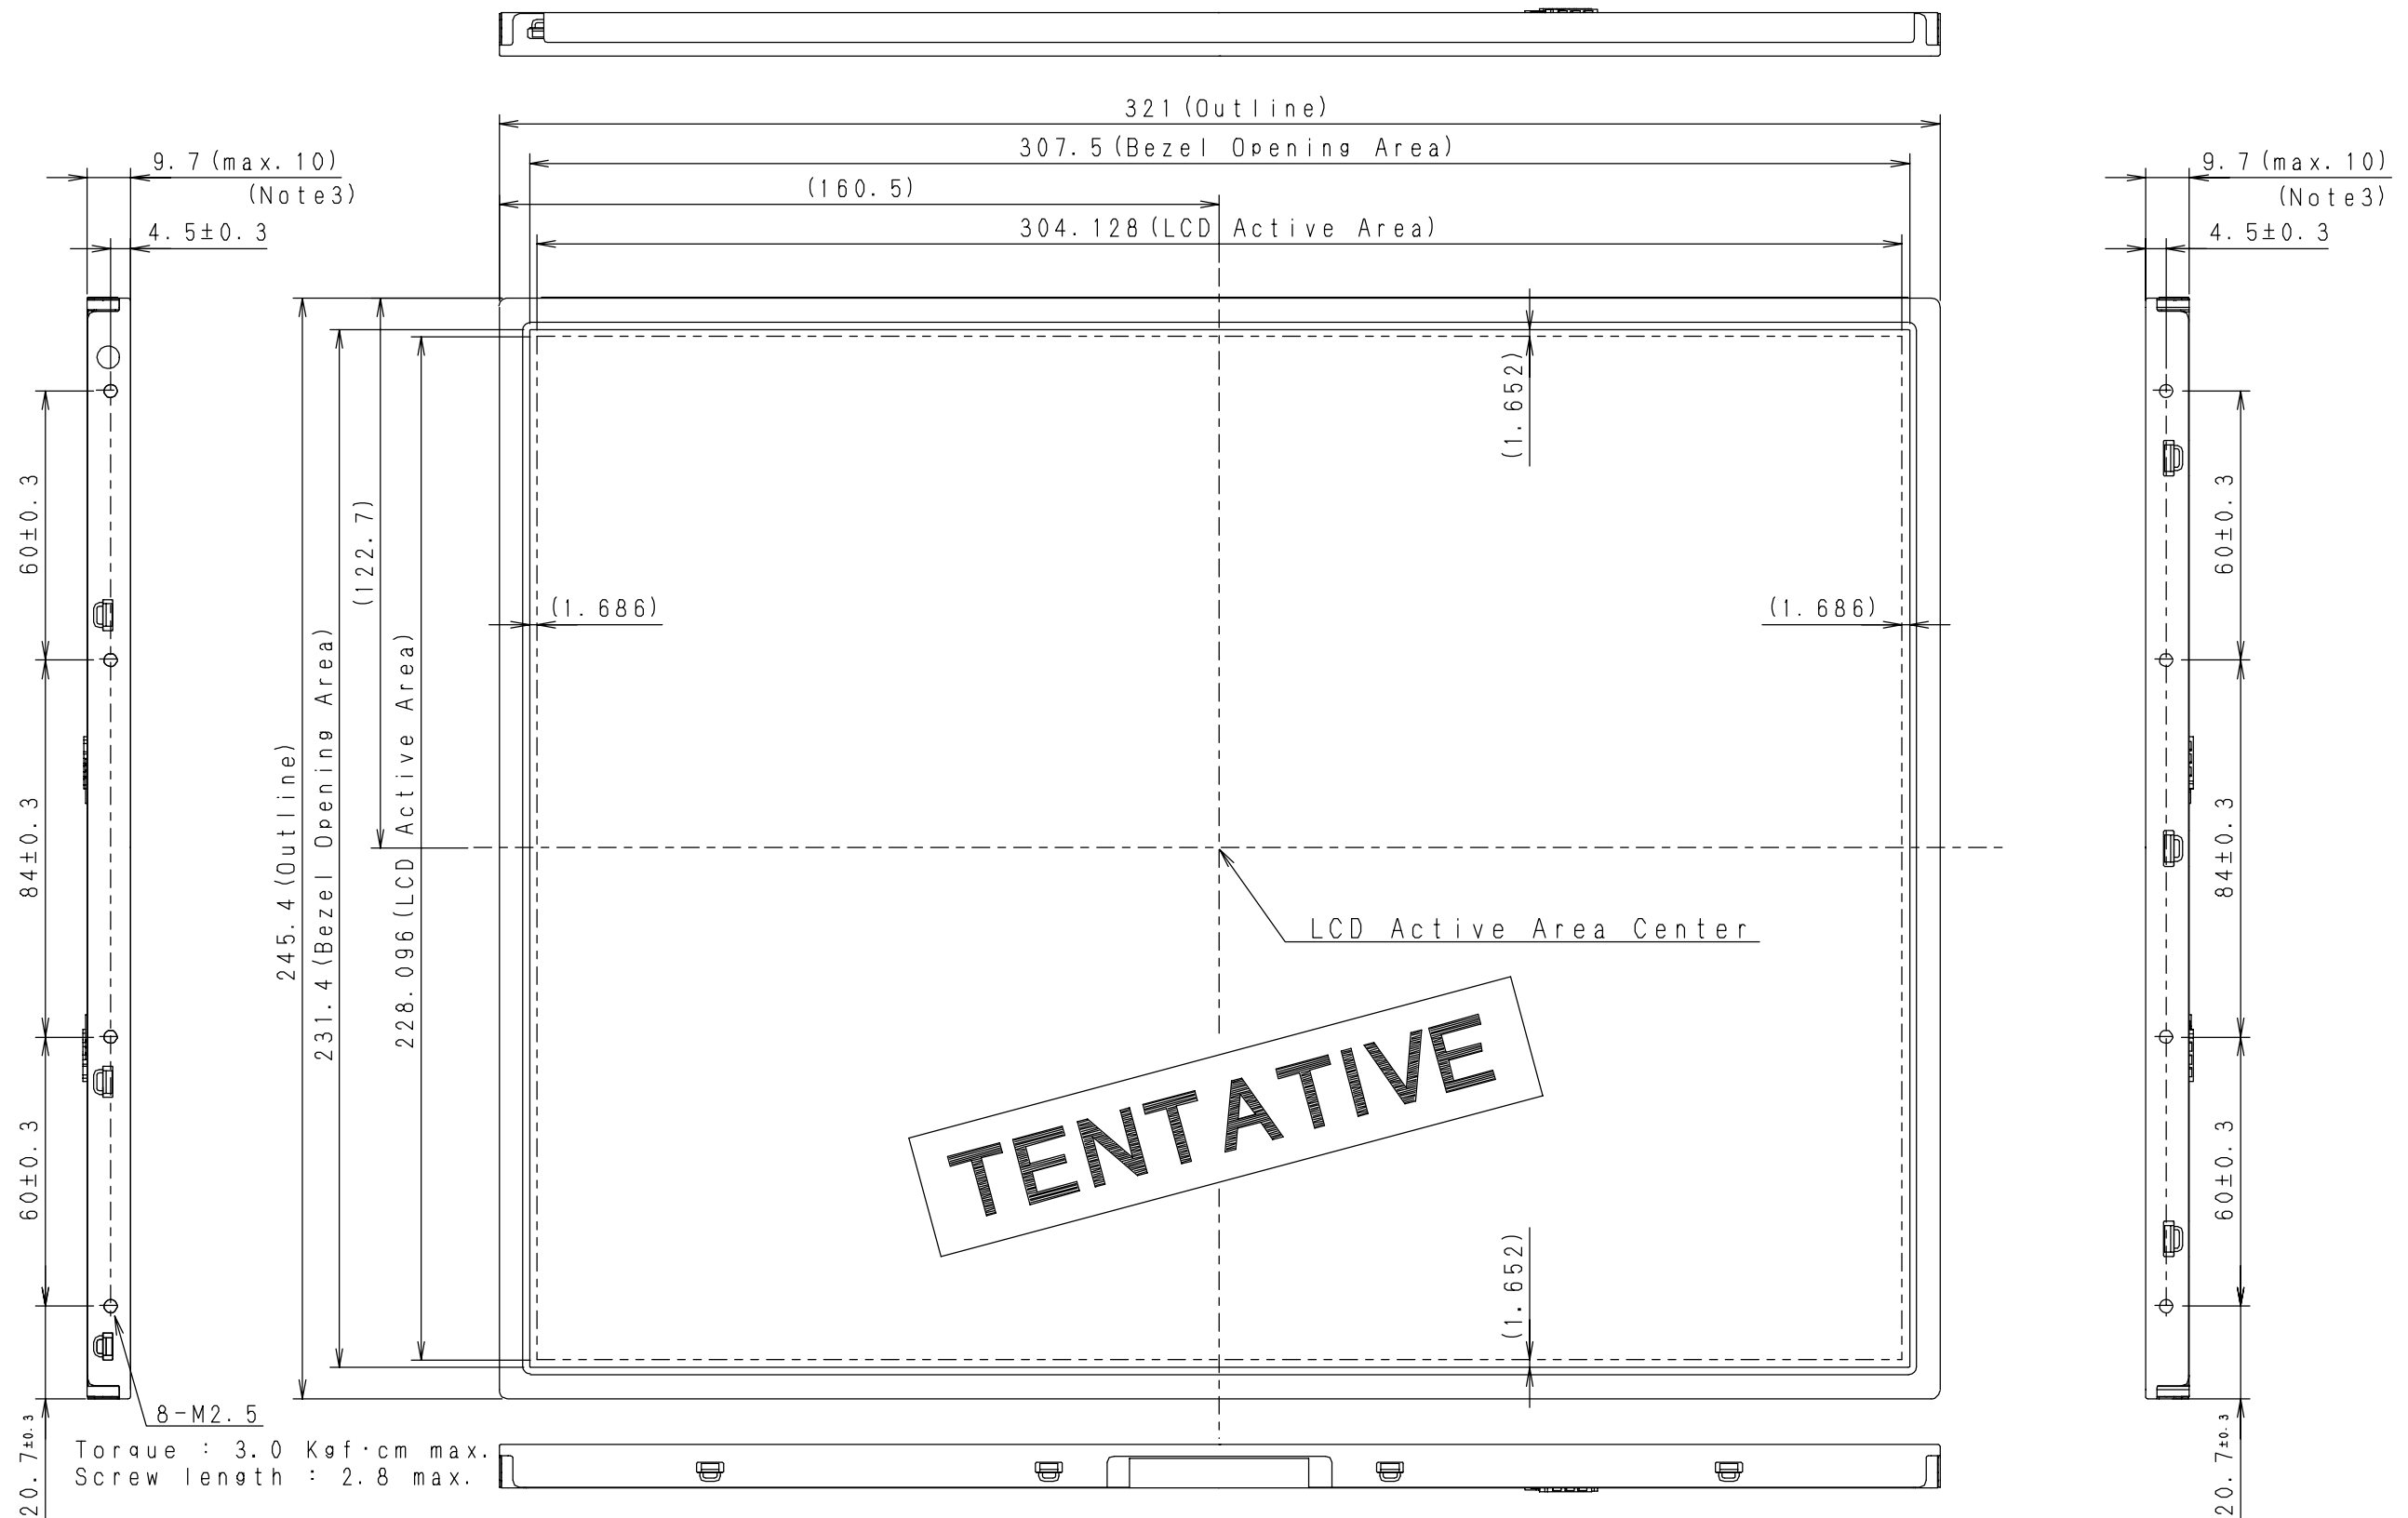 321(Outline)
307.5(Bezel Opening Area)
(160.5)
304.128(LCD Active Area)
9.7(max.10)
(Note3)
4.5±0.3
9.7(max.10)
(Note3)
4.5±0.3
60±0.3
84±0.3
60±0.3
20.7±0.3
245.4(Outline)
231.4(Bezel Opening Area)
(122.7)
228.096(LCD Active Area)
(1.686)
(1.652)
(1.686)
LCD Active Area Center
TENTATIVE
(1.652)
60±0.3
84±0.3
60±0.3
20.7±0.3
8-M2.5
Torque : 3.0 Kgf·cm max.
Screw length : 2.8 max.